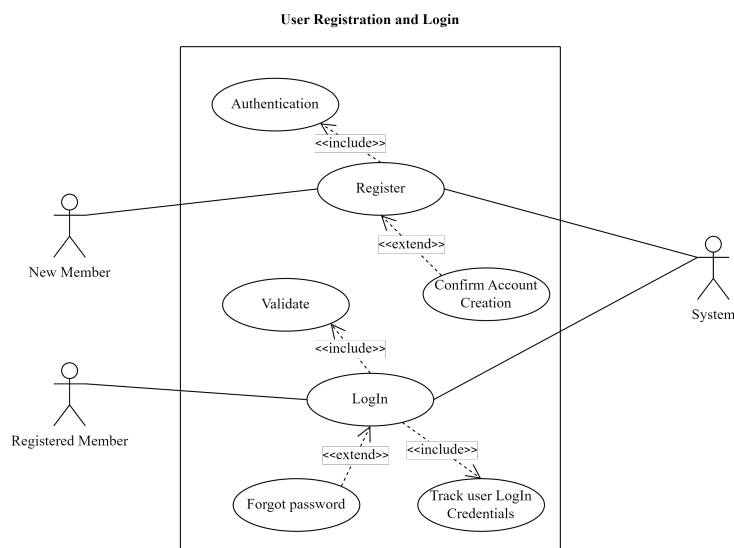 User Registration and Login
Authentication
<<include>>
Register
<<extend>>
New Member
Confirm Account
Creation
System
Validate
<<include>>
LogIn
Registered Member
<<extend>>
<<include>>
Forgot password
Track user LogIn
Credentials